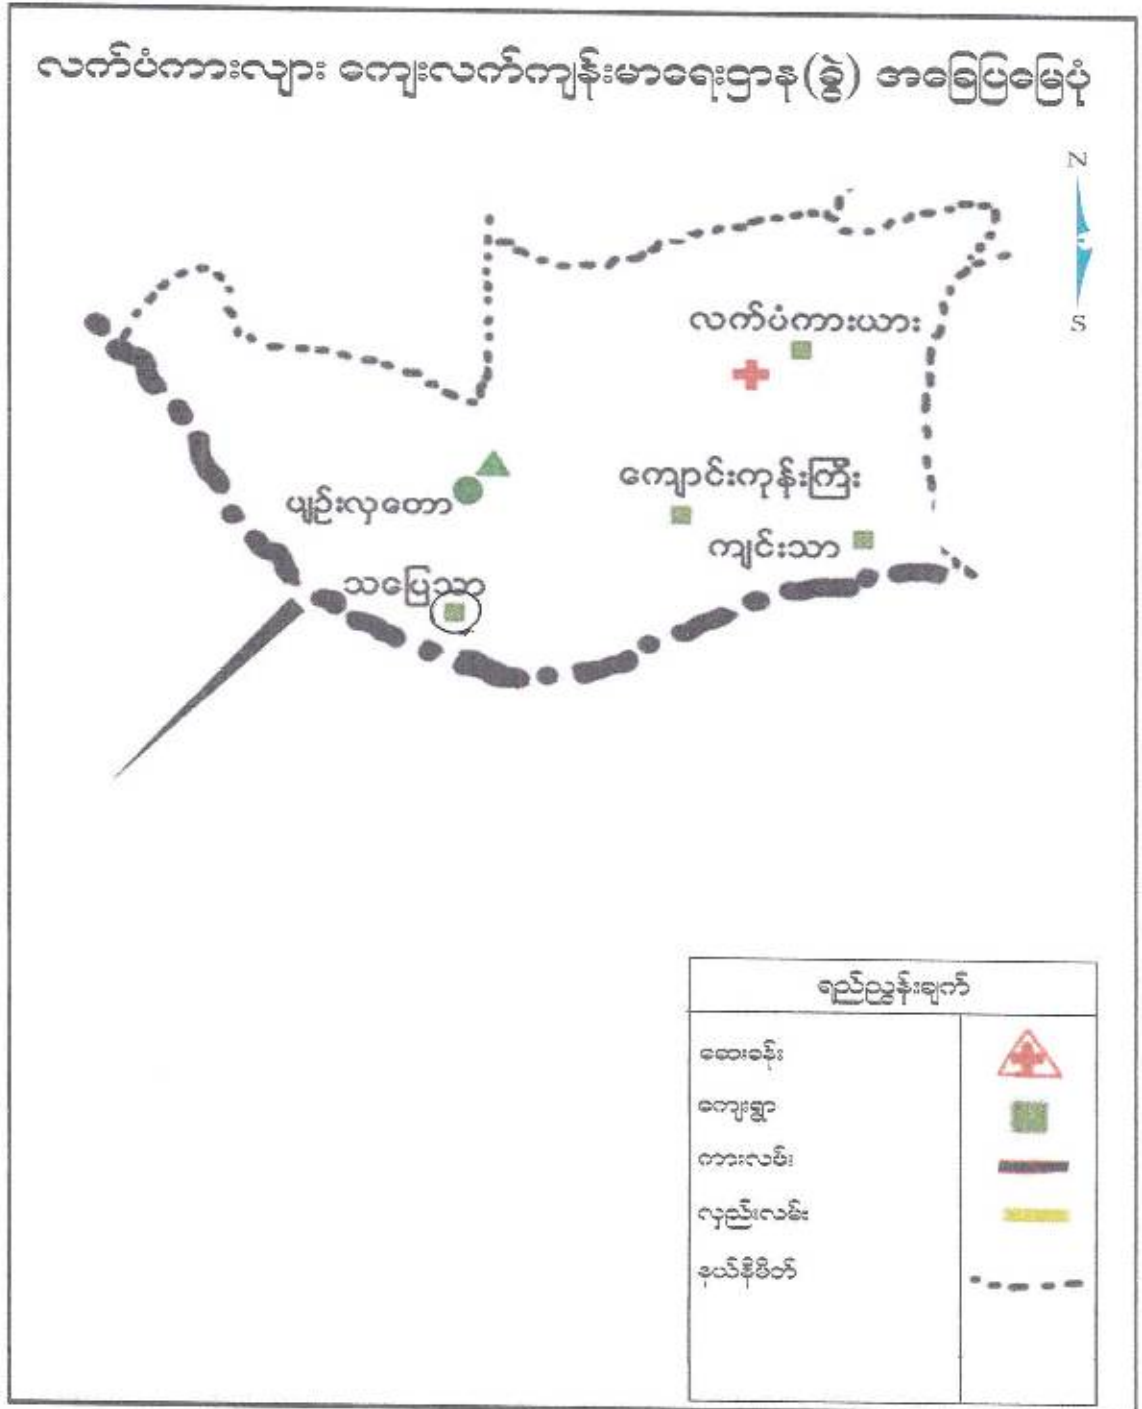 လက်ပံကားလျား ကျေးလက်ကျန်းမာရေးဌာန(ခွဲ) အခြေပြမြေပုံ
N
S
လက်ပံကားယား
ကျောင်းကုန်းကြီး
ပျဉ်းလှတော
ကျင်းသာ
သပြေသာ
ရည်ညွှန်းချက်
ဆေးခန်း
ကျေးရွာ
ကားလမ်း
လှည်းလမ်း
နယ်နိမိတ်